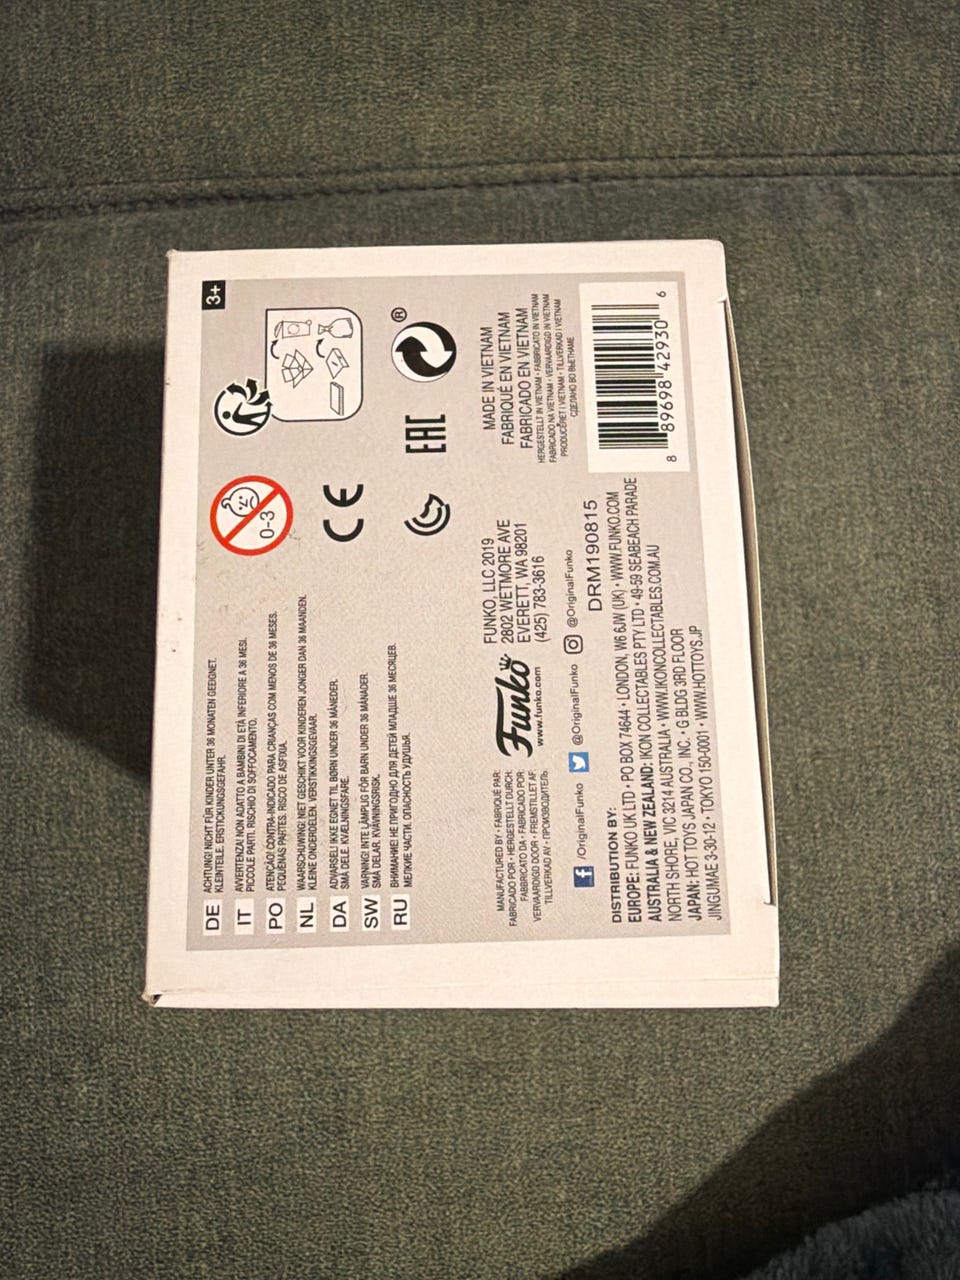 3+
DE ACHTUNG! NICHT FÜR KINDER UNTER 36 MONATEN GEEIGNET.
KLEINTEILE. ERSTICKUNGSGEFAHR.
IT AVVERTENZA! NON ADATTO A BAMBINI DI ETÀ INFERIORE A 36 MESI.
PICCOLE PARTI. RISCHIO DI SOFFOCAMENTO.
PO ATENÇÃO! CONTRA-INDICADO PARA CRIANÇAS COM MENOS DE 36 MESES.
PEQUENAS PARTES. RISCO DE ASFIXIA.
NL WAARSCHUWING! NIET GESCHIKT VOOR KINDEREN JONGER DAN 36 MAANDEN.
KLEINE ONDERDELEN. VERSTIKKINGSGEVAAR.
DA ADVARSEL! IKKE EGNET TIL BØRN UNDER 36 MÅNEDER.
SMÅ DELE. KVÆLNINGSFARE.
SW VARNING! INTE LÄMPLIG FÖR BARN UNDER 36 MÅNADER.
SMÅ DELAR. KVÄVNINGSRISK.
RU ВНИМАНИЕ! НЕ ПРИГОДНО ДЛЯ ДЕТЕЙ МЛАДШЕ 36 МЕСЯЦЕВ.
МЕЛКИЕ ЧАСТИ. ОПАСНОСТЬ УДУШЬЯ.
0-3
CE
EAC
®
MANUFACTURED BY • FABRIQUÉ PAR:
FABRICADO POR • HERGESTELLT DURCH:
FABBRICATO DA • FABRICADO POR:
VERVAARDIGD DOOR • FREMSTILLET AF:
TILLVERKAD AV • ПРОИЗВОДИТЕЛЬ
Funko
www.funko.com
FUNKO, LLC 2019
2802 WETMORE AVE
EVERETT, WA 98201
(425) 783-3616
MADE IN VIETNAM
FABRIQUÉ EN VIETNAM
FABRICADO EN VIETNAM
HERGESTELLT IN VIETNAM • FABBRICATO IN VIETNAM
FABRICADO NA VIETNAM • VERVAARDIGD IN VIETNAM
PRODUCERET I VIETNAM • TILLVERKAD I VIETNAM
СДЕЛАНО ВО ВЬЕТНАМЕ
/OriginalFunko @OriginalFunko @OriginalFunko
DRM190815
DISTRIBUTION BY:
EUROPE: FUNKO UK LTD • PO BOX 74644 • LONDON, W6 6JW (UK) • WWW.FUNKO.COM
AUSTRALIA & NEW ZEALAND: IKON COLLECTABLES PTY LTD • 49-59 SEABEACH PARADE
NORTH SHORE, VIC 3214 AUSTRALIA • WWW.IKONCOLLECTABLES.COM.AU
JAPAN: HOT TOYS JAPAN CO., INC. • G BLDG 3RD FLOOR
JINGUMAE 3-30-12 • TOKYO 150-0001 • WWW.HOTTOYS.JP
8 89698 42930 6